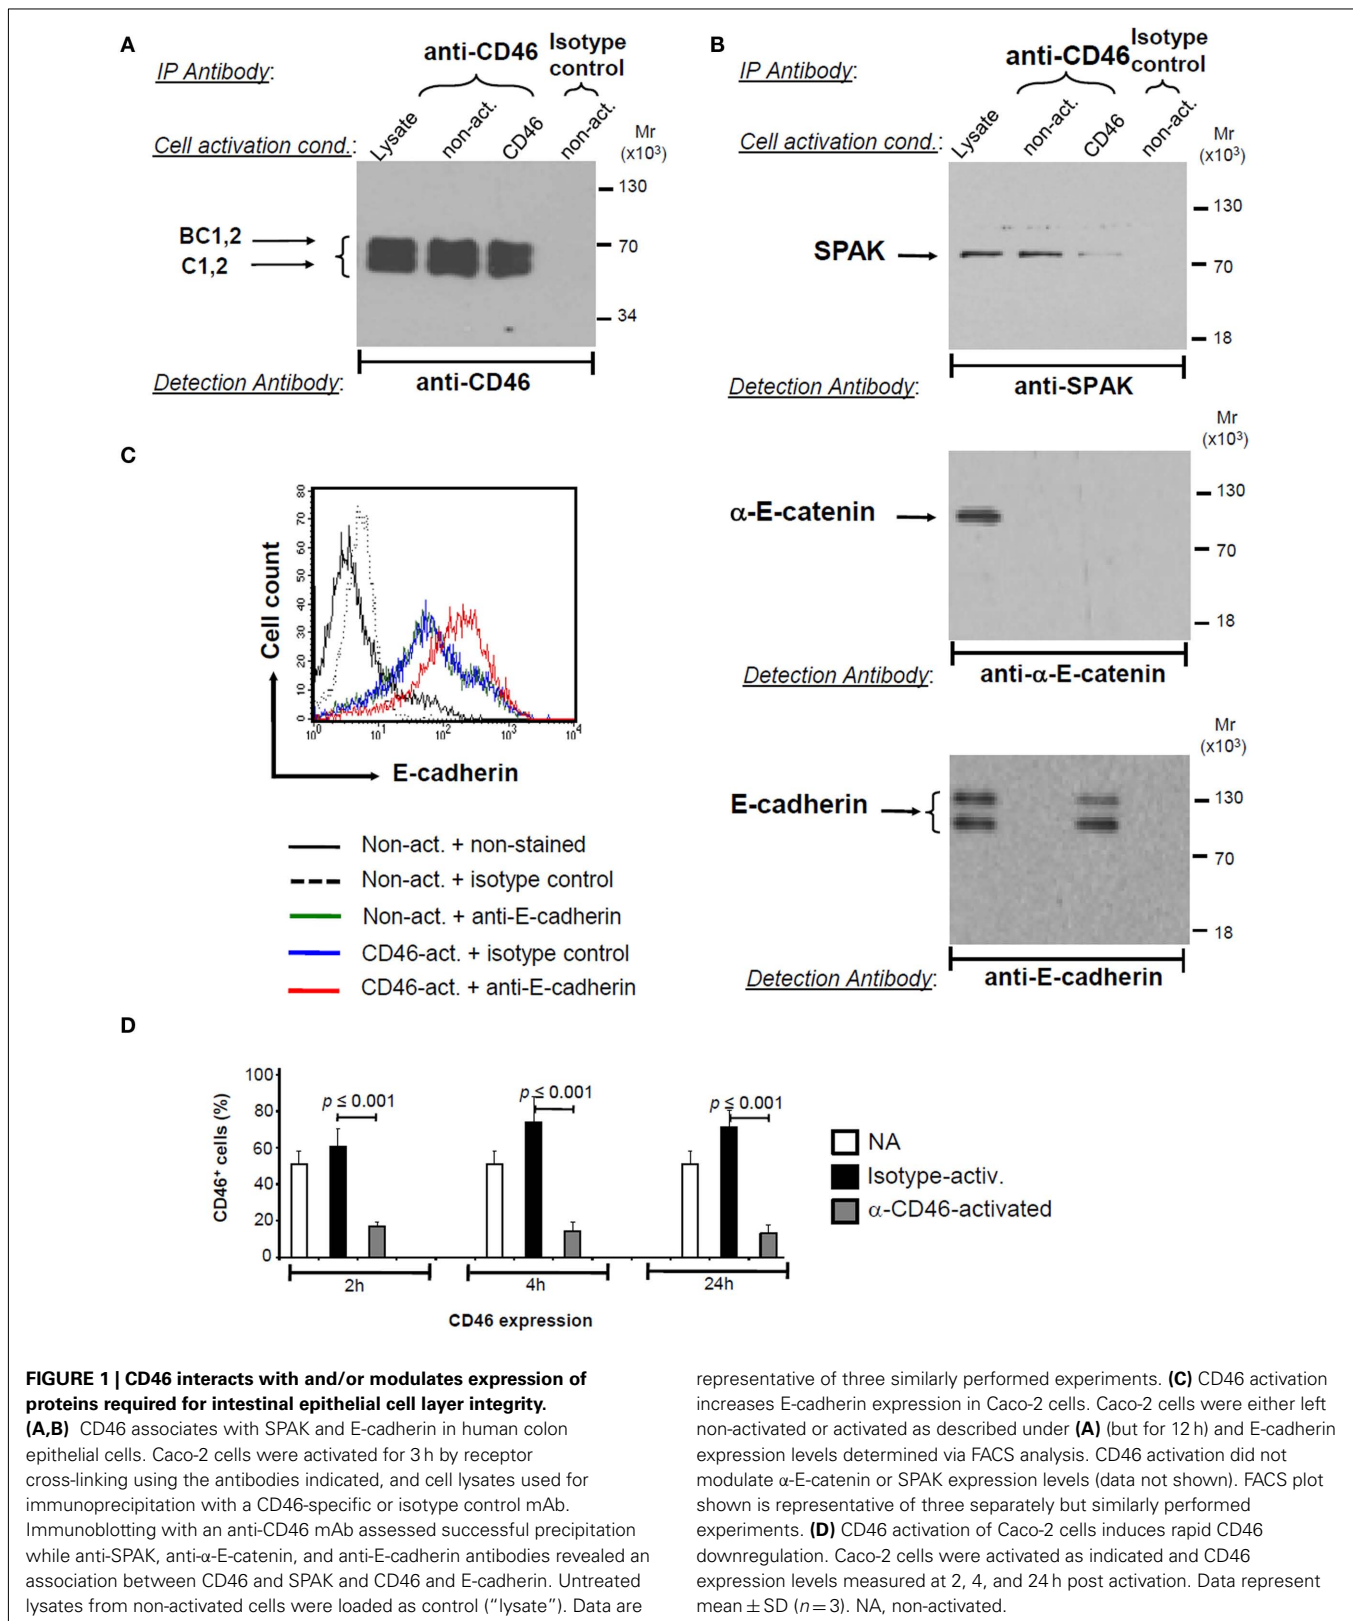 A
IP Antibody:
anti-CD46
Isotype
control
Cell activation cond.:
Lysate
non-act.
CD46
non-act.
Mr
(x10³)
130
BC1,2
70
C1,2
34
Detection Antibody:
anti-CD46
B
IP Antibody:
anti-CD46
Isotype
control
Cell activation cond.:
Lysate
non-act.
CD46
non-act.
Mr
(x10³)
130
SPAK
70
18
Detection Antibody:
anti-SPAK
Mr
(x10³)
130
α-E-catenin
70
18
Detection Antibody:
anti-α-E-catenin
Mr
(x10³)
E-cadherin
130
70
18
Detection Antibody:
anti-E-cadherin
C
Cell count
80
70
60
50
40
30
20
10
0
10⁰ 10¹ 10² 10³ 10⁴
E-cadherin
Non-act. + non-stained
Non-act. + isotype control
Non-act. + anti-E-cadherin
CD46-act. + isotype control
CD46-act. + anti-E-cadherin
D
CD46⁺ cells (%)
100
80
60
40
20
0
p ≤ 0.001
p ≤ 0.001
p ≤ 0.001
2h
4h
24h
CD46 expression
NA
Isotype-activ.
α-CD46-activated
FIGURE 1 | CD46 interacts with and/or modulates expression of
proteins required for intestinal epithelial cell layer integrity.
(A,B) CD46 associates with SPAK and E-cadherin in human colon
epithelial cells. Caco-2 cells were activated for 3 h by receptor
cross-linking using the antibodies indicated, and cell lysates used for
immunoprecipitation with a CD46-specific or isotype control mAb.
Immunoblotting with an anti-CD46 mAb assessed successful precipitation
while anti-SPAK, anti-α-E-catenin, and anti-E-cadherin antibodies revealed an
association between CD46 and SPAK and CD46 and E-cadherin. Untreated
lysates from non-activated cells were loaded as control (“lysate”). Data are
representative of three similarly performed experiments. (C) CD46 activation
increases E-cadherin expression in Caco-2 cells. Caco-2 cells were either left
non-activated or activated as described under (A) (but for 12 h) and E-cadherin
expression levels determined via FACS analysis. CD46 activation did not
modulate α-E-catenin or SPAK expression levels (data not shown). FACS plot
shown is representative of three separately but similarly performed
experiments. (D) CD46 activation of Caco-2 cells induces rapid CD46
downregulation. Caco-2 cells were activated as indicated and CD46
expression levels measured at 2, 4, and 24 h post activation. Data represent
mean ± SD (n = 3). NA, non-activated.